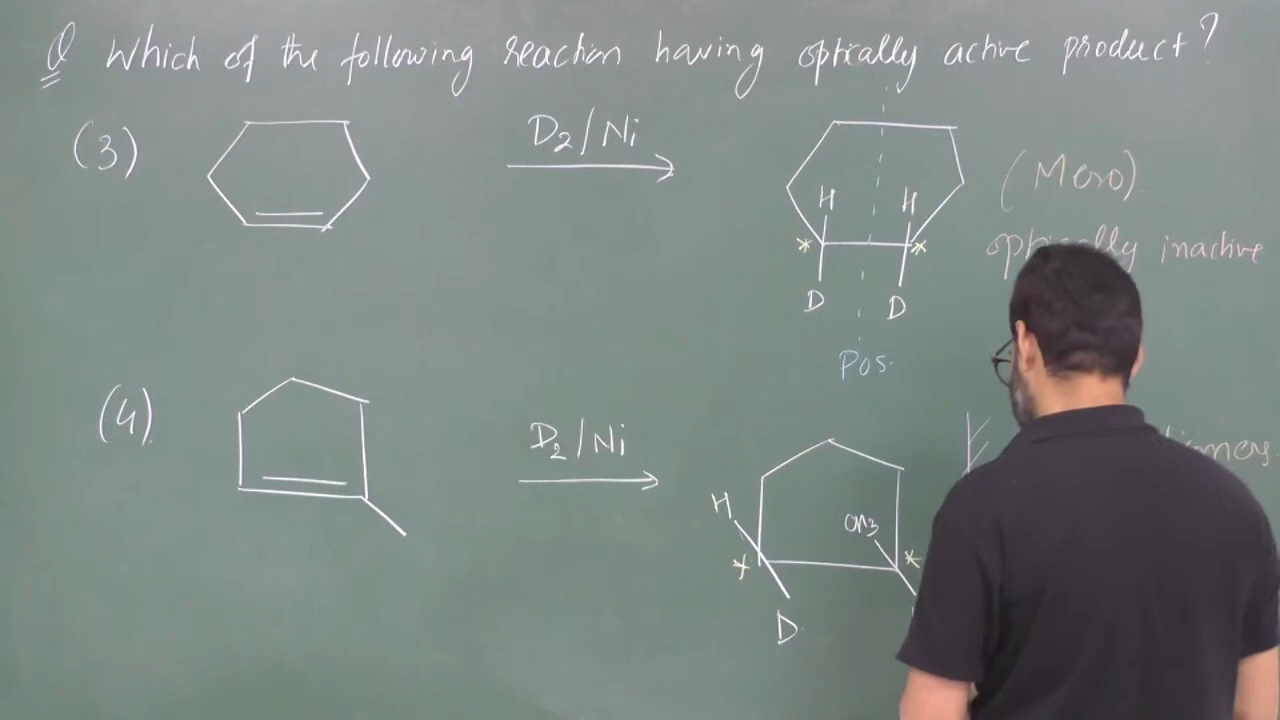 Q Which of the following reaction having optically active product?
(3) D2/Ni (Meso)
H H
* * optically inactive
D D
POS.
(4) D2/Ni
H CH3
* *
D